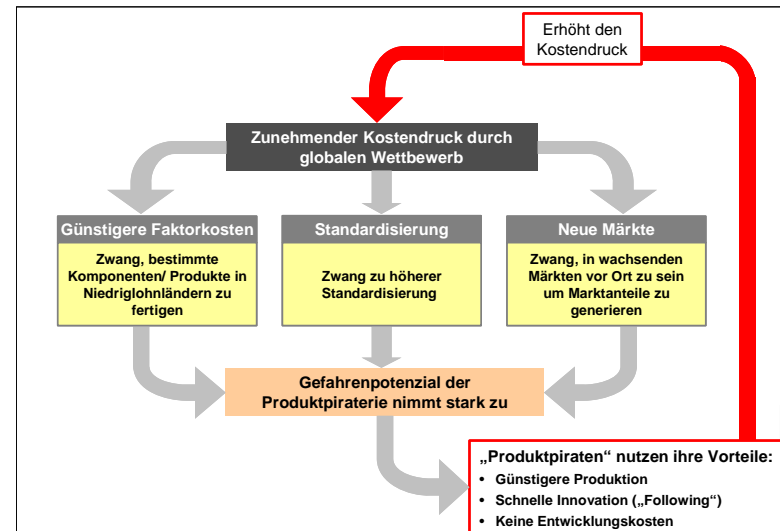 Erhöht den
Kostendruck
Zunehmender Kostendruck durch
globalen Wettbewerb
Günstigere Faktorkosten
Zwang, bestimmte
Komponenten/ Produkte in
Niedriglohnländern zu
fertigen
Standardisierung
Zwang zu höherer
Standardisierung
Neue Märkte
Zwang, in wachsenden
Märkten vor Ort zu sein
um Marktanteile zu
generieren
Gefahrenpotenzial der
Produktpiraterie nimmt stark zu
„Produktpiraten“ nutzen ihre Vorteile:
• Günstigere Produktion
• Schnelle Innovation („Following“)
• Keine Entwicklungskosten